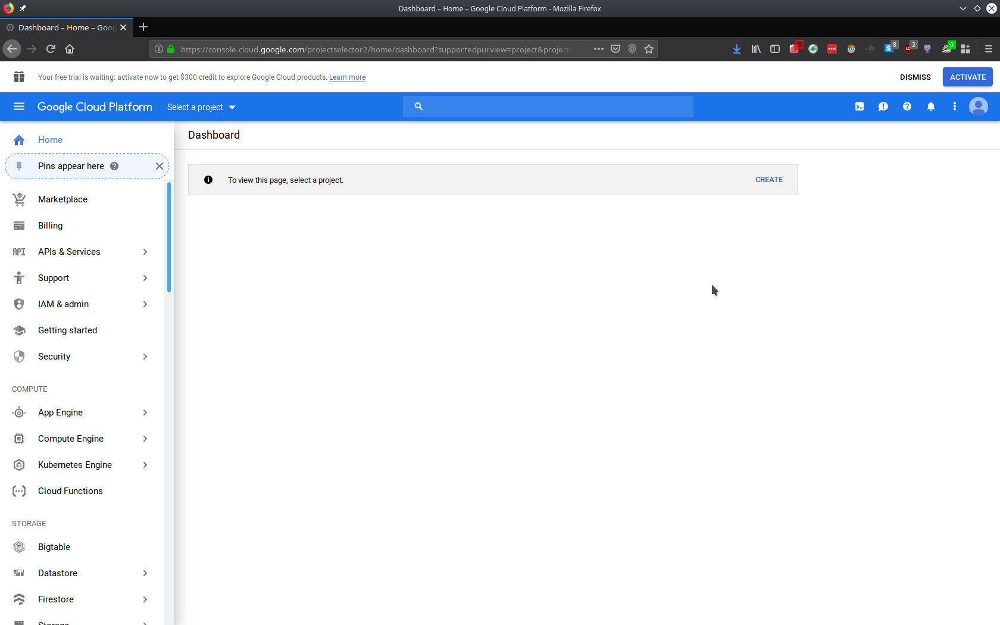 Dashboard – Home – Google Cloud Platform - Mozilla Firefox
Dashboard – Home – Goog
https://console.cloud.google.com/projectselector2/home/dashboard?supportedpurview=project&project
D
8
2
0
Your free trial is waiting: activate now to get $300 credit to explore Google Cloud products. Learn more
DISMISS
ACTIVATE
Google Cloud Platform
Select a project
Home
Pins appear here
Marketplace
Billing
API
APIs & Services
Support
IAM & admin
Getting started
Security
COMPUTE
App Engine
Compute Engine
Kubernetes Engine
Cloud Functions
STORAGE
Bigtable
Datastore
Firestore
Storage
Dashboard
To view this page, select a project.
CREATE